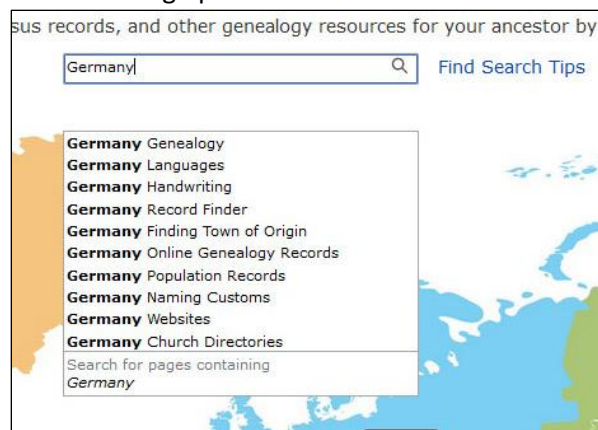 sus records, and other genealogy resources for your ancestor by
Germany
Find Search Tips
Germany Genealogy
Germany Languages
Germany Handwriting
Germany Record Finder
Germany Finding Town of Origin
Germany Online Genealogy Records
Germany Population Records
Germany Naming Customs
Germany Websites
Germany Church Directories
Search for pages containing
Germany